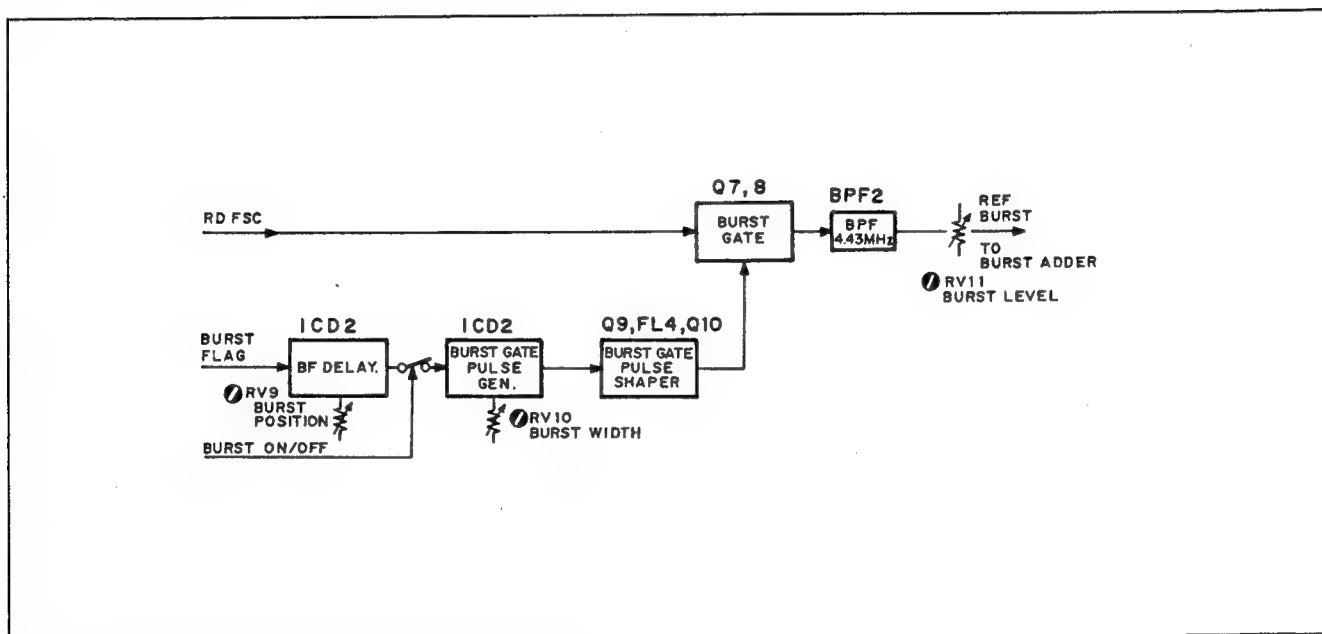 Q7, 8
BPF2
RD FSC
BURST
GATE
BPF
4.43MHz
REF
BURST
TO
BURST ADDER
RV11
BURST LEVEL
ICD2
ICD2
Q9,FL4,Q10
BURST
FLAG
BF DELAY.
BURST GATE
PULSE
GEN.
BURST GATE
PULSE
SHAPER
RV9
BURST
POSITION
RV10
BURST WIDTH
BURST ON/OFF